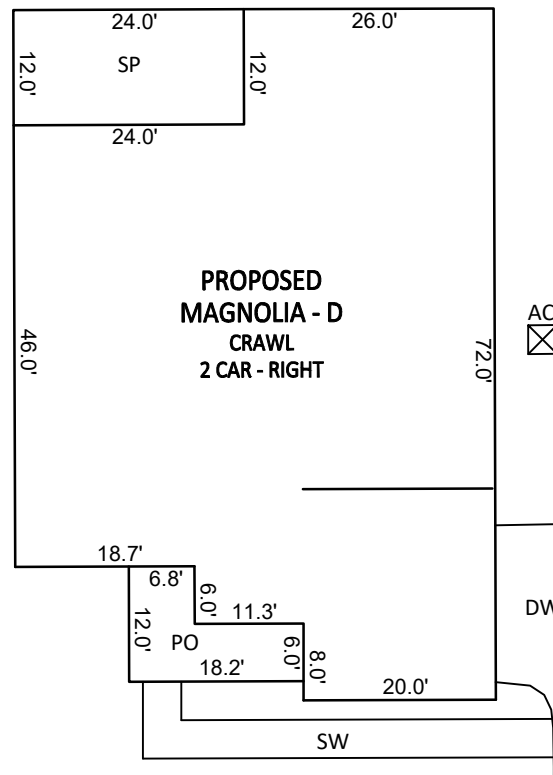 24.0'
26.0'
12.0'
SP
12.0'
24.0'
PROPOSED
MAGNOLIA - D
CRAWL
2 CAR - RIGHT
46.0'
72.0'
AC
18.7'
6.8'
6.0'
11.3'
12.0'
PO
6.0'
8.0'
18.2'
20.0'
DW
SW